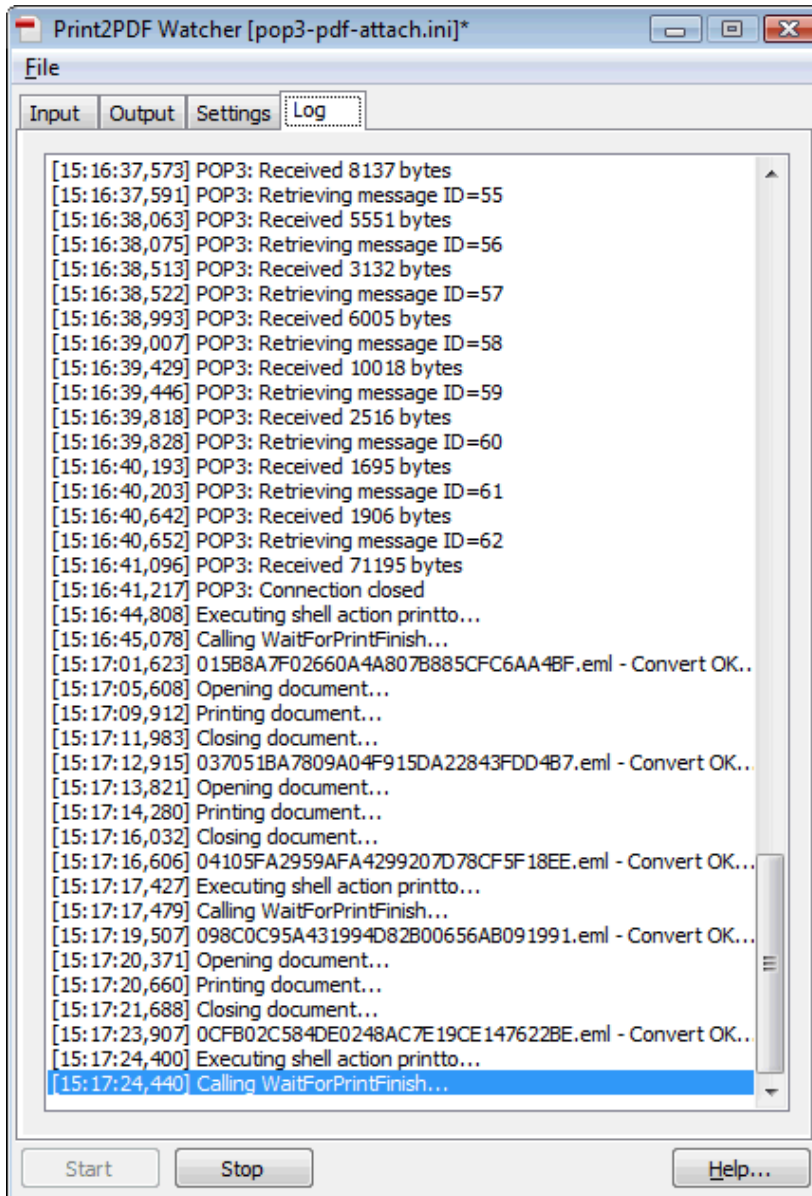 Print2PDF Watcher [pop3-pdf-attach.ini]*
File
Input Output Settings Log
[15:16:37,573] POP3: Received 8137 bytes
[15:16:37,591] POP3: Retrieving message ID=55
[15:16:38,063] POP3: Received 5551 bytes
[15:16:38,075] POP3: Retrieving message ID=56
[15:16:38,513] POP3: Received 3132 bytes
[15:16:38,522] POP3: Retrieving message ID=57
[15:16:38,993] POP3: Received 6005 bytes
[15:16:39,007] POP3: Retrieving message ID=58
[15:16:39,429] POP3: Received 10018 bytes
[15:16:39,446] POP3: Retrieving message ID=59
[15:16:39,818] POP3: Received 2516 bytes
[15:16:39,828] POP3: Retrieving message ID=60
[15:16:40,193] POP3: Received 1695 bytes
[15:16:40,203] POP3: Retrieving message ID=61
[15:16:40,642] POP3: Received 1906 bytes
[15:16:40,652] POP3: Retrieving message ID=62
[15:16:41,096] POP3: Received 71195 bytes
[15:16:41,217] POP3: Connection closed
[15:16:44,808] Executing shell action printto...
[15:16:45,078] Calling WaitForPrintFinish...
[15:17:01,623] 015B8A7F02660A4A807B885CFC6AA4BF.eml - Convert OK...
[15:17:05,608] Opening document...
[15:17:09,912] Printing document...
[15:17:11,983] Closing document...
[15:17:12,915] 037051BA7809A04F915DA22843FDD4B7.eml - Convert OK...
[15:17:13,821] Opening document...
[15:17:14,280] Printing document...
[15:17:16,032] Closing document...
[15:17:16,606] 04105FA2959AFA4299207D78CF5F18EE.eml - Convert OK...
[15:17:17,427] Executing shell action printto...
[15:17:17,479] Calling WaitForPrintFinish...
[15:17:19,507] 098C0C95A431994D82B00656AB091991.eml - Convert OK...
[15:17:20,371] Opening document...
[15:17:20,660] Printing document...
[15:17:21,688] Closing document...
[15:17:23,907] 0CFB02C584DE0248AC7E19CE147622BE.eml - Convert OK...
[15:17:24,400] Executing shell action printto...
[15:17:24,440] Calling WaitForPrintFinish...
Start Stop Help...